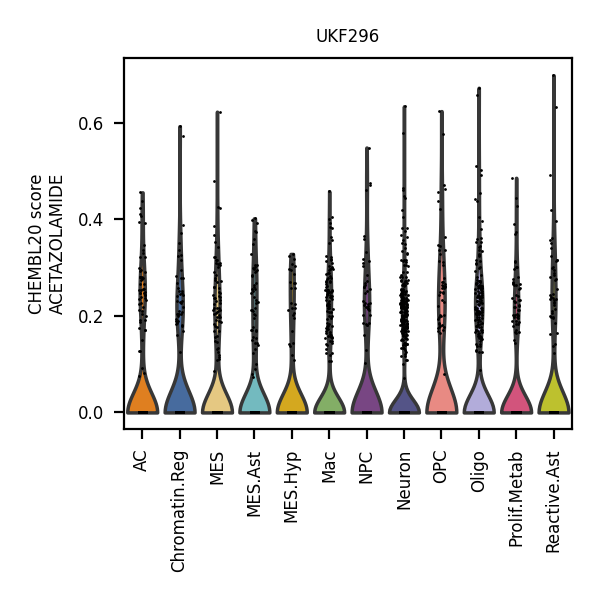 UKF296
CHEMBL20 score
ACETAZOLAMIDE
0.6
0.4
0.2
0.0
AC
Chromatin.Reg
MES
MES.Ast
MES.Hyp
Mac
NPC
Neuron
OPC
Oligo
Prolif.Metab
Reactive.Ast